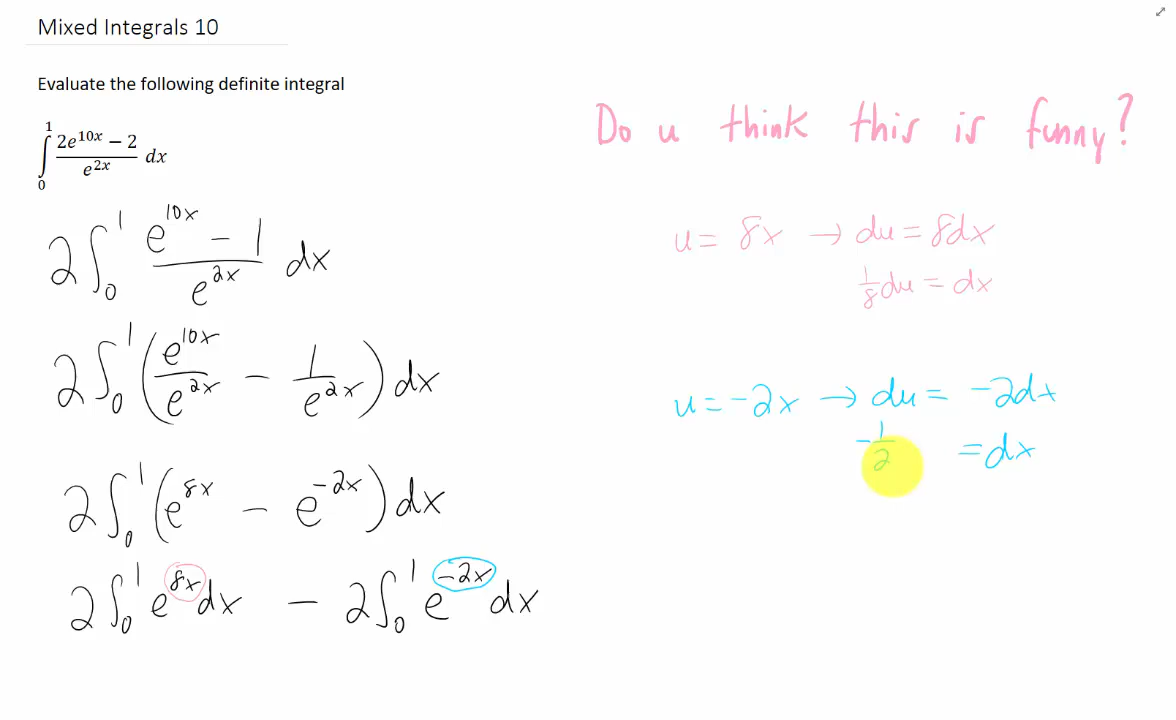 Mixed Integrals 10
Evaluate the following definite integral
∫₀¹ (2e^{10x} − 2)/(e^{2x}) dx
Do u think this is funny?
2∫₀¹ (e^{10x} − 1)/(e^{2x}) dx
u = 8x → du = 8dx
1/8 du = dx
2∫₀¹ (e^{10x}/e^{2x} − 1/e^{2x}) dx
u = -2x → du = -2dx
-1/2 = dx
2∫₀¹ (e^{8x} − e^{-2x}) dx
2∫₀¹ e^{8x} dx − 2∫₀¹ e^{-2x} dx